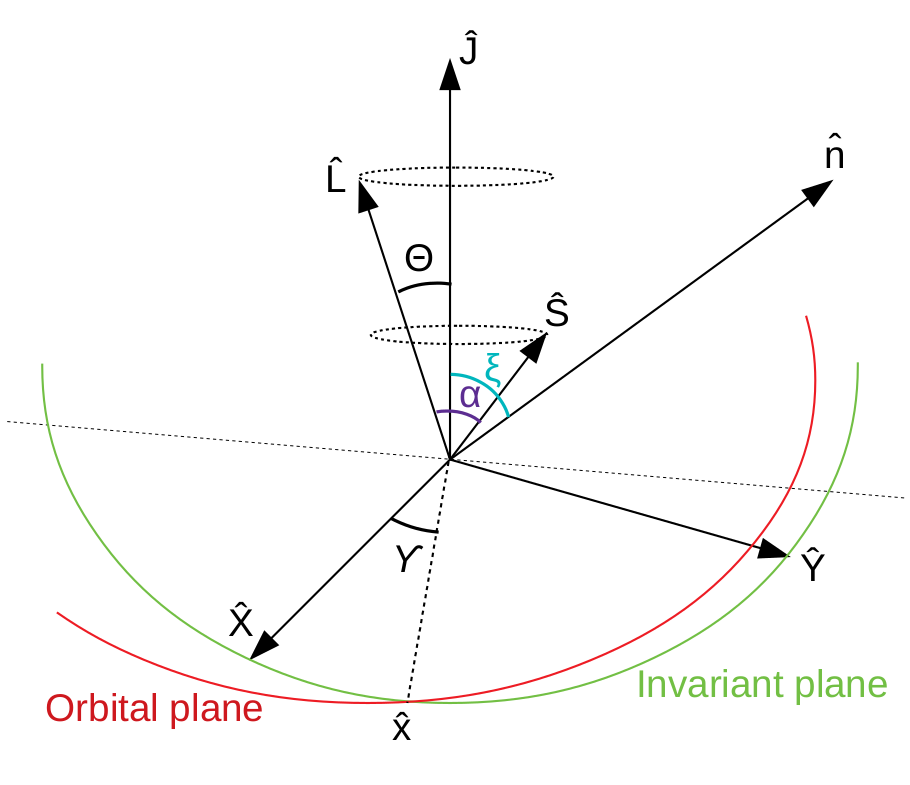 Ĵ
n̂
L̂
Θ
Ŝ
ξ
α
ϒ
Ŷ
X̂
Invariant plane
Orbital plane
x̂